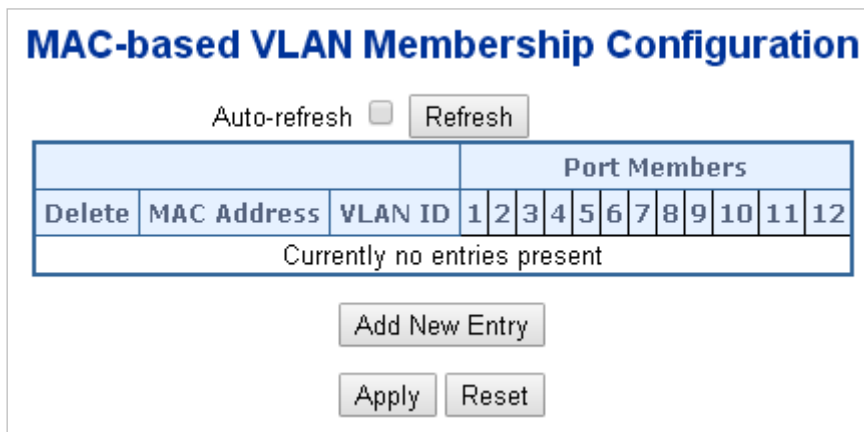 MAC-based VLAN Membership Configuration
Auto-refresh Refresh
Port Members
Delete MAC Address VLAN ID 1 2 3 4 5 6 7 8 9 10 11 12
Currently no entries present
Add New Entry
Apply Reset